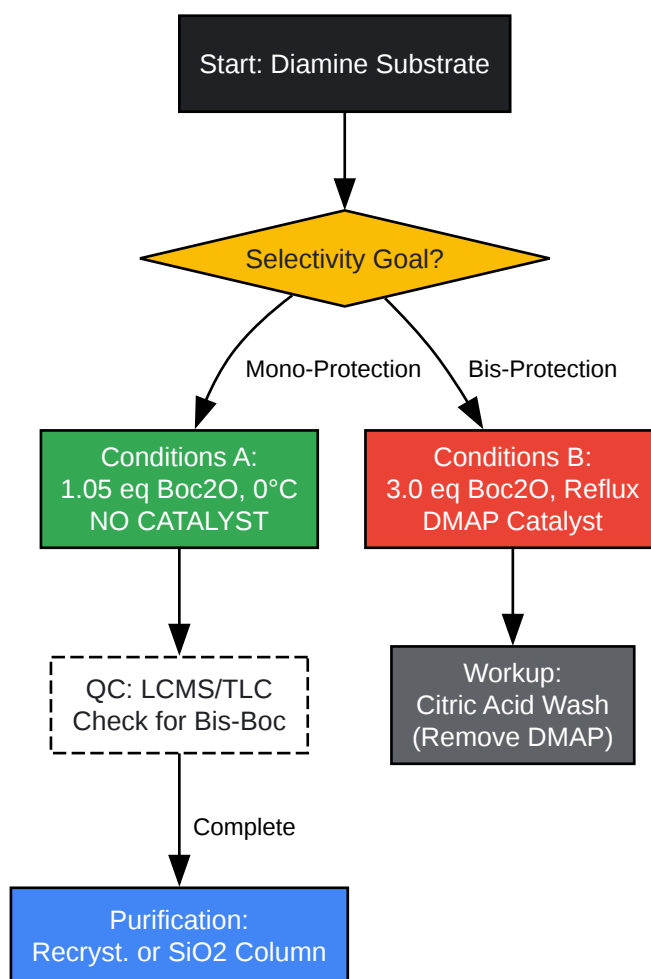 Start: Diamine Substrate
Selectivity Goal?
Mono-Protection
Bis-Protection
Conditions A:
1.05 eq Boc2O, 0°C
NO CATALYST
Conditions B:
3.0 eq Boc2O, Reflux
DMAP Catalyst
QC: LCMS/TLC
Check for Bis-Boc
Workup:
Citric Acid Wash
(Remove DMAP)
Complete
Purification:
Recryst. or SiO2 Column